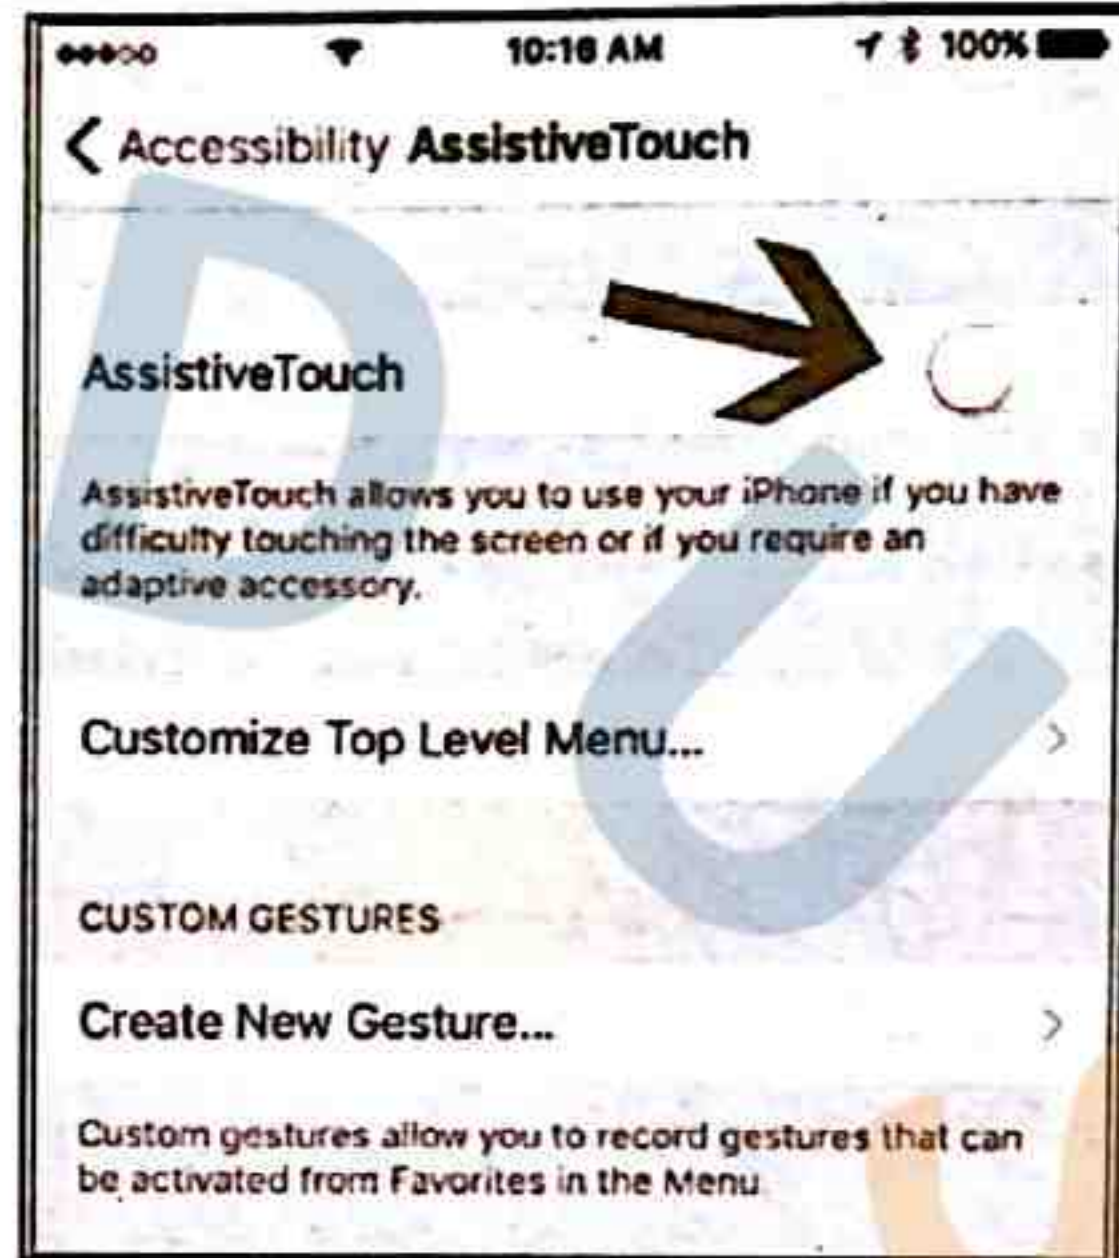 10:16 AM 100%
Accessibility AssistiveTouch
AssistiveTouch
AssistiveTouch allows you to use your iPhone if you have
difficulty touching the screen or if you require an
adaptive accessory.
Customize Top Level Menu...
CUSTOM GESTURES
Create New Gesture...
Custom gestures allow you to record gestures that can
be activated from Favorites in the Menu
D
U